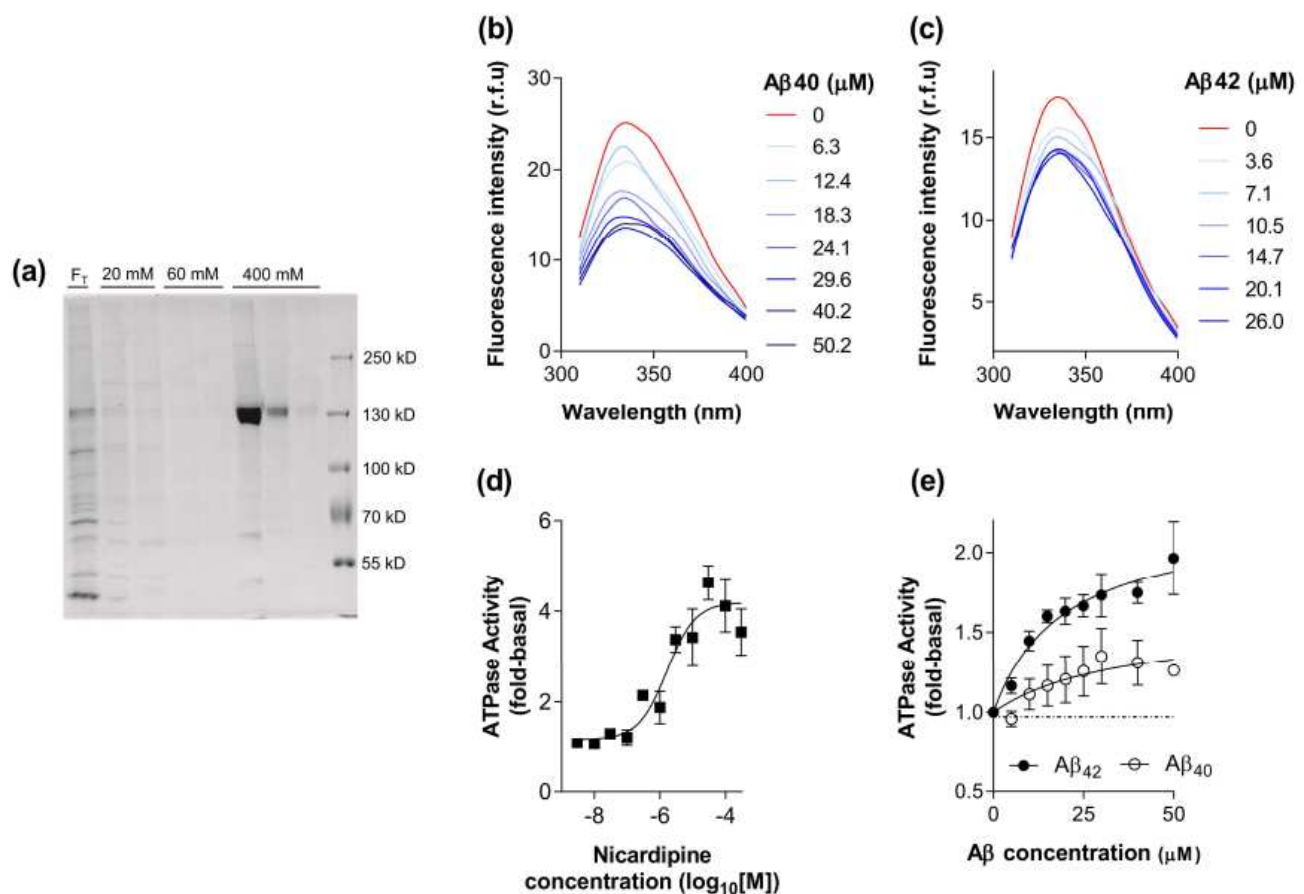 (a)
F_T 20 mM 60 mM 400 mM
250 kD
130 kD
100 kD
70 kD
55 kD
(b)
Fluorescence intensity (r.f.u)
30
20
10
0
300 350 400
Wavelength (nm)
Aβ40 (μM)
0
6.3
12.4
18.3
24.1
29.6
40.2
50.2
(c)
Fluorescence intensity (r.f.u)
15
10
5
300 350 400
Wavelength (nm)
Aβ42 (μM)
0
3.6
7.1
10.5
14.7
20.1
26.0
(d)
ATPase Activity
(fold-basal)
6
4
2
0
-8 -6 -4
Nicardipine
concentration (log₁₀[M])
(e)
ATPase Activity
(fold-basal)
2.0
1.5
1.0
0.5
Aβ₄₂ Aβ₄₀
0 25 50
Aβ concentration (μM)